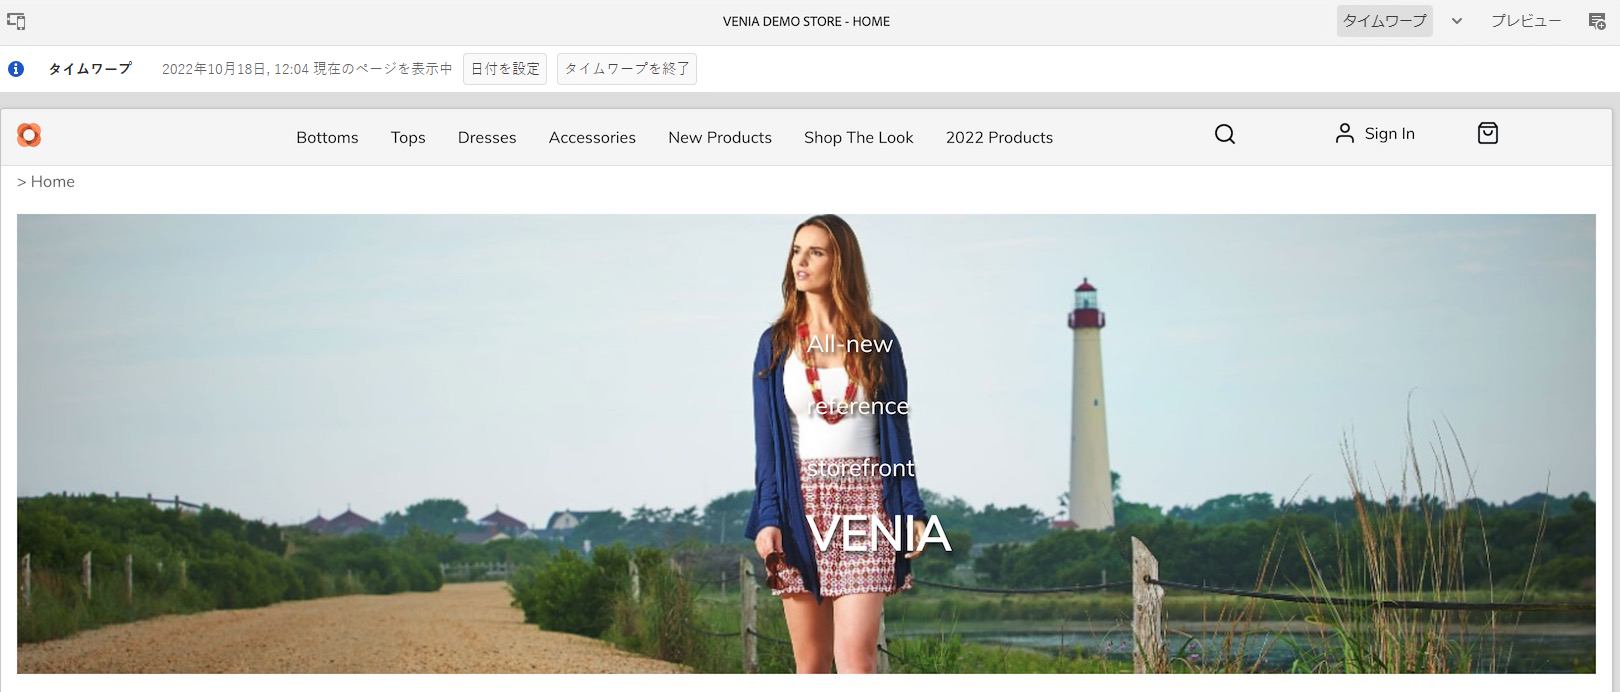 VENIA DEMO STORE - HOME
タイムワープ
プレビュー
タイムワープ 2022年10月18日, 12:04 現在のページを表示中 日付を設定 タイムワープを終了
Bottoms Tops Dresses Accessories New Products Shop The Look 2022 Products Sign In
> Home
All-new
reference
storefront
VENIA